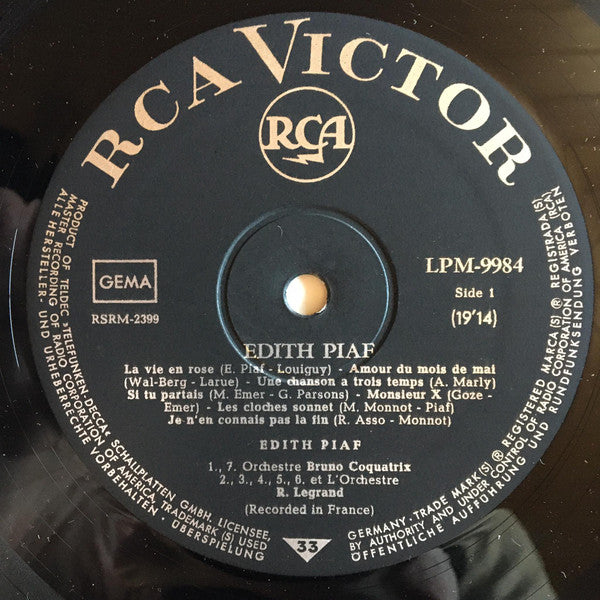 RCA VICTOR
RCA
GEMA
RSRM-2399
LPM-9984
Side 1
(19'14)
EDITH PIAF
La vie en rose (E. Piaf - Louiguy) - Amour du mois de mai
(Wal-Berg - Larue) - Une chanson a trois temps (A. Marly)
Si tu partais (M. Emer - G. Parsons) - Monsieur X (Goze -
Emer) - Les cloches sonnet (M. Monnot - Piaf)
Je n'en connais pas la fin (R. Asso - Monnot)
EDITH PIAF
1., 7. Orchestre Bruno Coquatrix
2., 3., 4., 5., 6. et L'Orchestre
R. Legrand
(Recorded in France)
33
PRODUCT OF TELDEC »TELEFUNKEN-DECCA« SCHALLPLATTEN GMBH, LICENSEE,
MASTER RECORDING OF RADIO CORPORATION OF AMERICA, TRADEMARK(S) USED
ALLE HERSTELLER- UND URHEBERRECHTE VORBEHALTEN · ÜBERSPIELUNG
GERMANY - TRADE MARK(S) ® REGISTERED MARCA(S) ® REGISTRADA(S)
BY AUTHORITY AND UNDER CONTROL OF RADIO CORPORATION OF AMERICA (RCA)
ÖFFENTLICHE AUFFÜHRUNG UND RUNDFUNKSENDUNG VERBOTEN